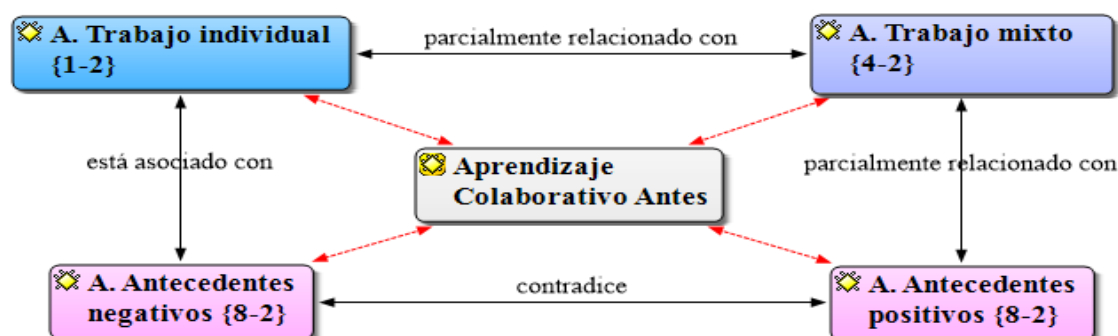 A. Trabajo individual
{1-2}
parcialmente relacionado con
A. Trabajo mixto
{4-2}
está asociado con
Aprendizaje
Colaborativo Antes
parcialmente relacionado con
A. Antecedentes
negativos {8-2}
contradice
A. Antecedentes
positivos {8-2}